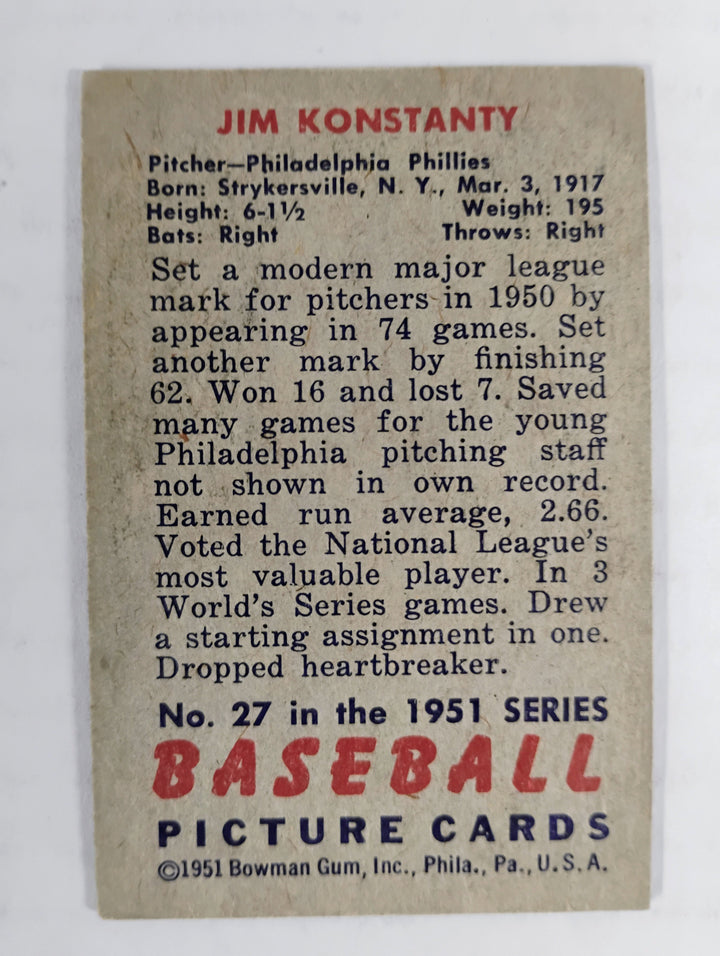 JIM KONSTANTY
Pitcher—Philadelphia Phillies
Born: Strykersville, N. Y., Mar. 3, 1917
Height: 6-1½ Weight: 195
Bats: Right Throws: Right
Set a modern major league
mark for pitchers in 1950 by
appearing in 74 games. Set
another mark by finishing
62. Won 16 and lost 7. Saved
many games for the young
Philadelphia pitching staff
not shown in own record.
Earned run average, 2.66.
Voted the National League's
most valuable player. In 3
World's Series games. Drew
a starting assignment in one.
Dropped heartbreaker.
No. 27 in the 1951 SERIES
BASEBALL
PICTURE CARDS
©1951 Bowman Gum, Inc., Phila., Pa., U. S. A.